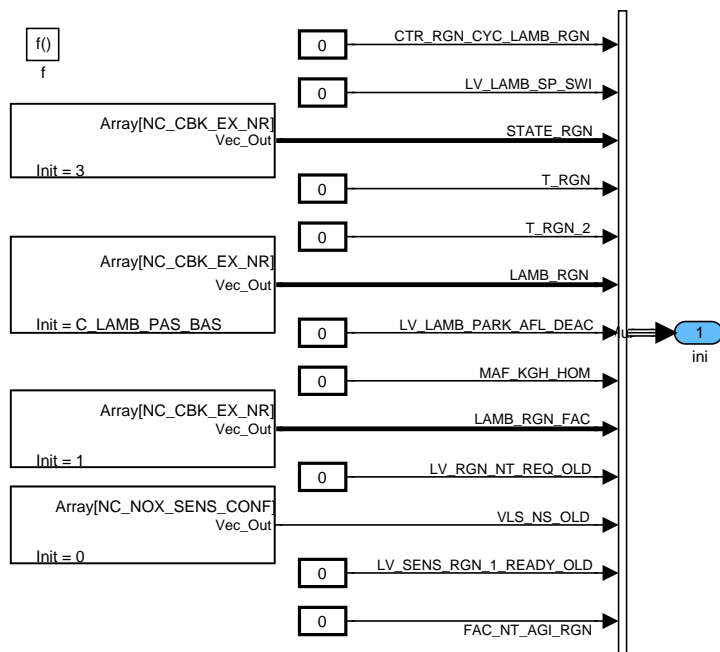 f()
f
0
CTR_RGN_CYC_LAMB_RGN
0
LV_LAMB_SP_SWI
Array[NC_CBK_EX_NR]
Vec_Out
Init = 3
STATE_RGN
0
T_RGN
0
T_RGN_2
Array[NC_CBK_EX_NR]
Vec_Out
Init = C_LAMB_PAS_BAS
LAMB_RGN
0
LV_LAMB_PARK_AFL_DEAC
1
ini
0
MAF_KGH_HOM
Array[NC_CBK_EX_NR]
Vec_Out
Init = 1
LAMB_RGN_FAC
0
LV_RGN_NT_REQ_OLD
Array[NC_NOX_SENS_CONF]
Vec_Out
Init = 0
VLS_NS_OLD
0
LV_SENS_RGN_1_READY_OLD
0
FAC_NT_AGI_RGN